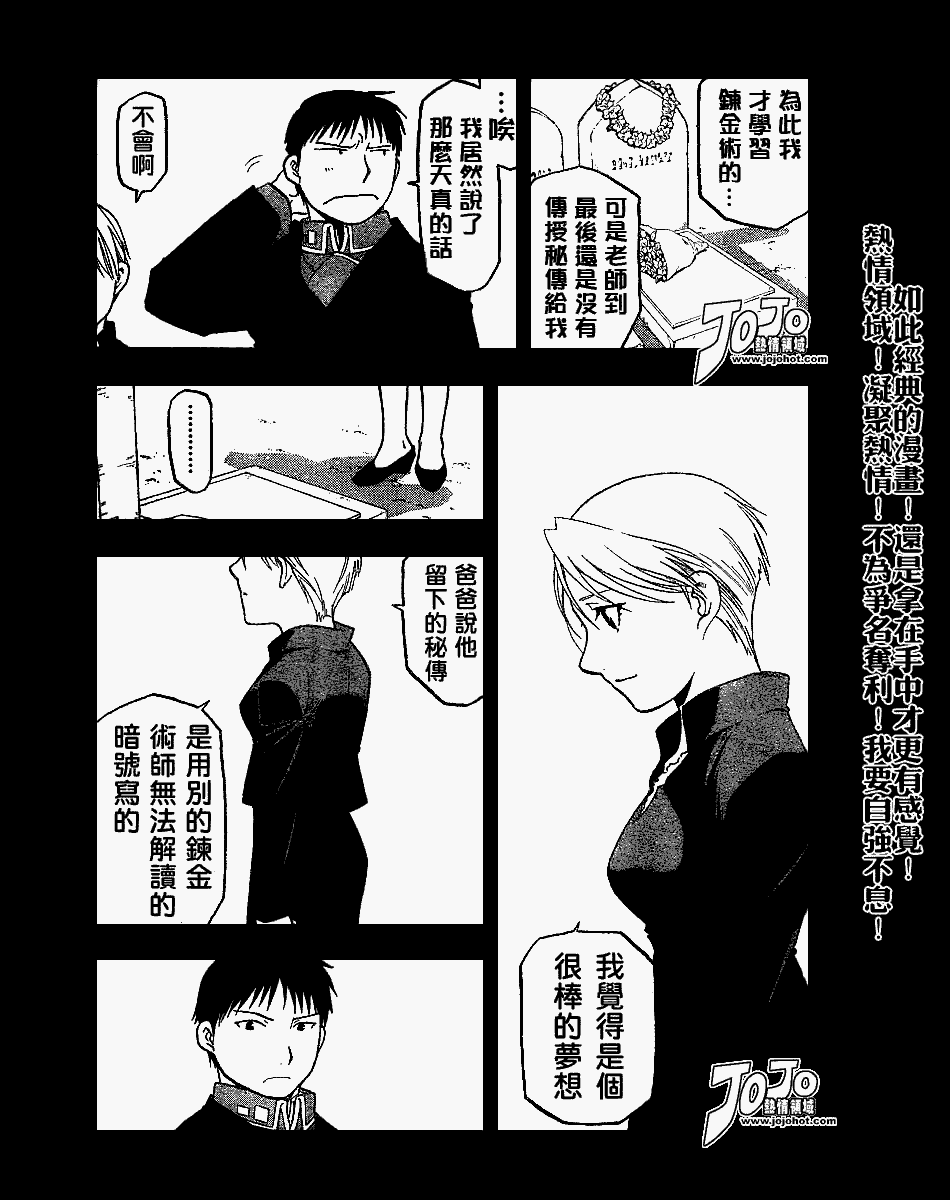 為此我
才學習
鍊金術的…
可是老師到
最後還是沒有
傳授秘傳給我
…唉
我居然說了
那麼天真的話
不會啊
JOJO
熱情領域
www.jojohot.com
我覺得是個
很棒的夢想
…………
爸爸說他
留下的秘傳
是用別的鍊金
術師無法解讀的
暗號寫的
JOJO
熱情領域
www.jojohot.com
如此經典的漫畫！還是拿在手中才更有感覺！
熱情領域！凝聚熱情！不為爭名奪利！我要自強不息！